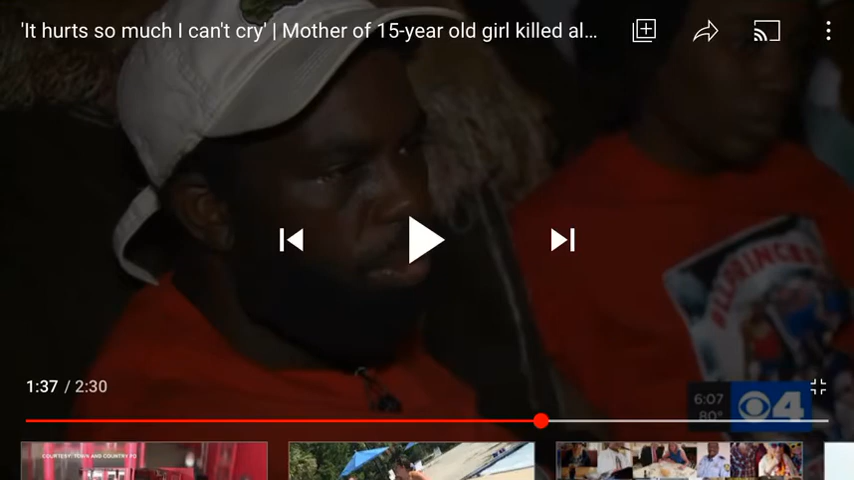 'It hurts so much I can't cry' | Mother of 15-year old girl killed al...
1:37 / 2:30
6:07
80°
4
COURTESY: TOWN AND COUNTRY PD